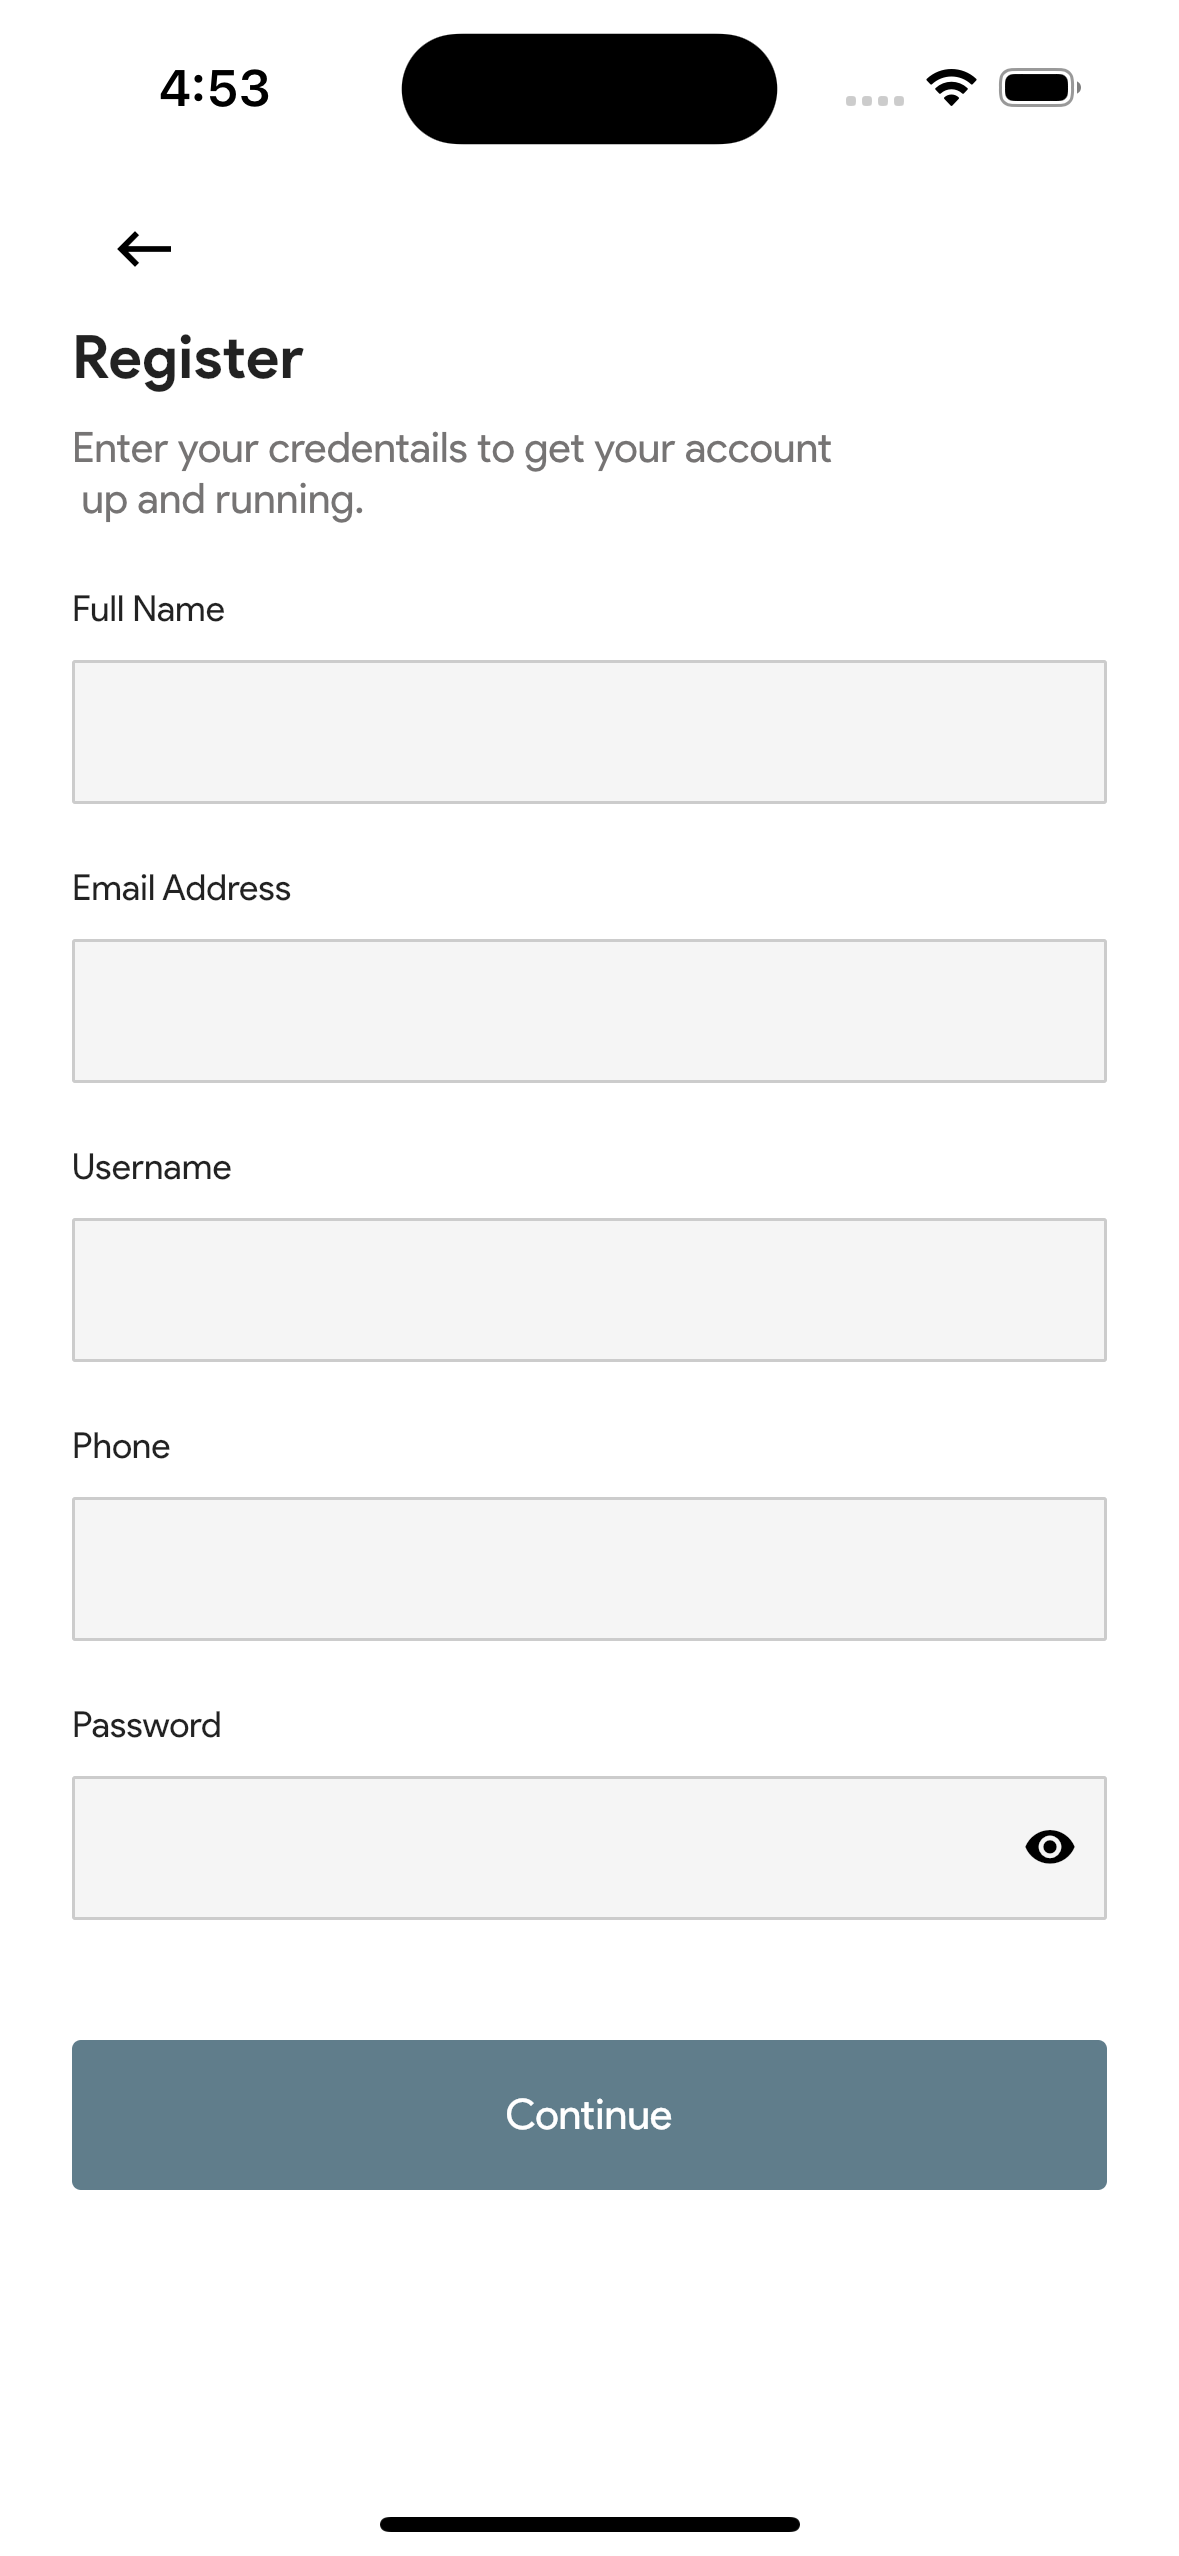 4:53
Register
Enter your credentails to get your account
up and running.
Full Name
Email Address
Username
Phone
Password
Continue